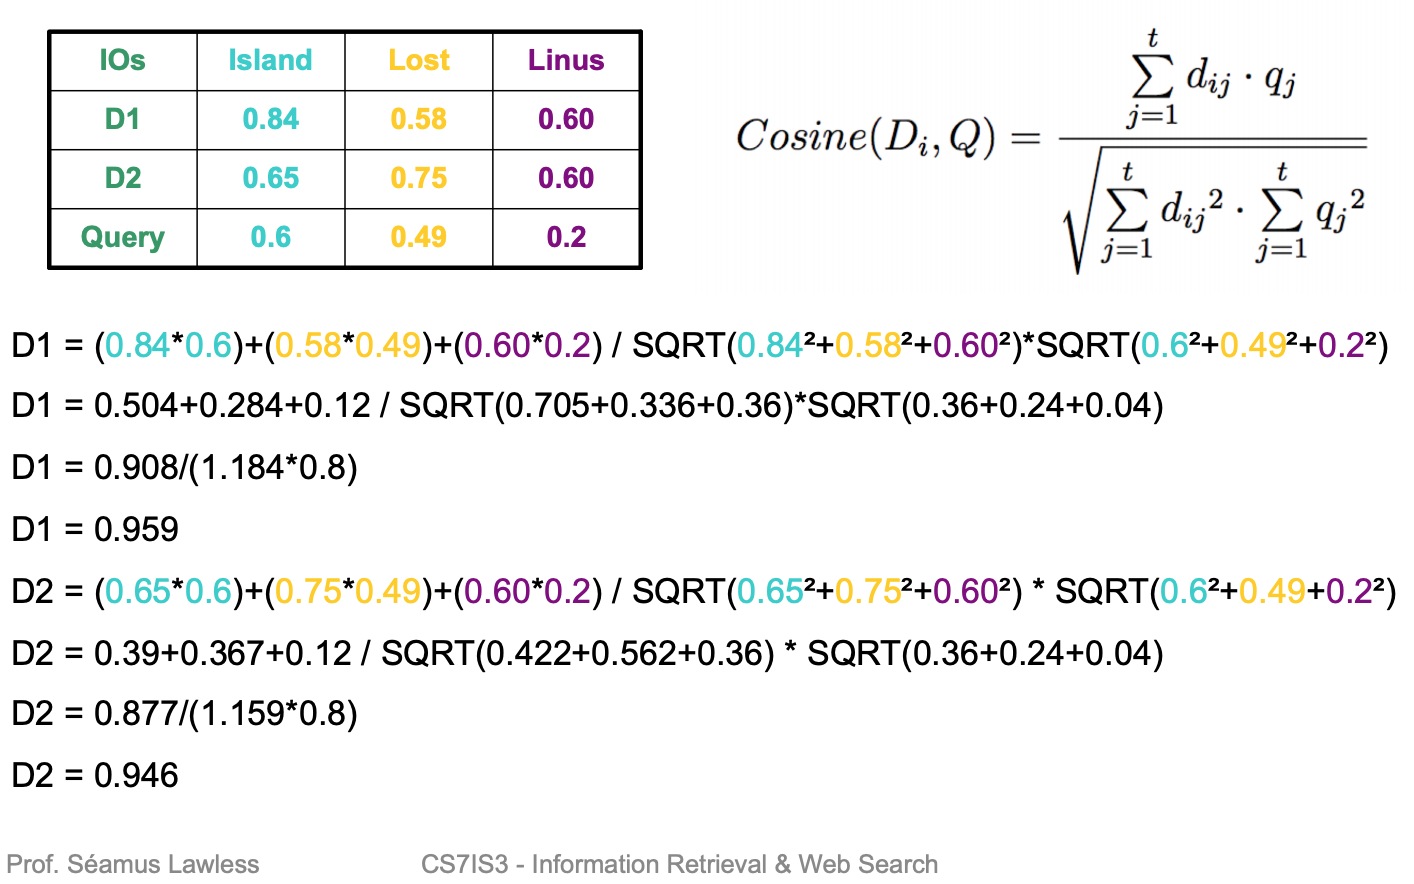 IOs Island Lost Linus
D1 0.84 0.58 0.60
D2 0.65 0.75 0.60
Query 0.6 0.49 0.2
Cosine(D_i, Q) = \frac{\sum_{j=1}^{t} d_{ij} \cdot q_j}{\sqrt{\sum_{j=1}^{t} d_{ij}^2 \cdot \sum_{j=1}^{t} q_j^2}}
D1 = (0.84*0.6)+(0.58*0.49)+(0.60*0.2) / SQRT(0.84²+0.58²+0.60²)*SQRT(0.6²+0.49²+0.2²)
D1 = 0.504+0.284+0.12 / SQRT(0.705+0.336+0.36)*SQRT(0.36+0.24+0.04)
D1 = 0.908/(1.184*0.8)
D1 = 0.959
D2 = (0.65*0.6)+(0.75*0.49)+(0.60*0.2) / SQRT(0.65²+0.75²+0.60²) * SQRT(0.6²+0.49+0.2²)
D2 = 0.39+0.367+0.12 / SQRT(0.422+0.562+0.36) * SQRT(0.36+0.24+0.04)
D2 = 0.877/(1.159*0.8)
D2 = 0.946
Prof. Séamus Lawless CS7IS3 - Information Retrieval & Web Search